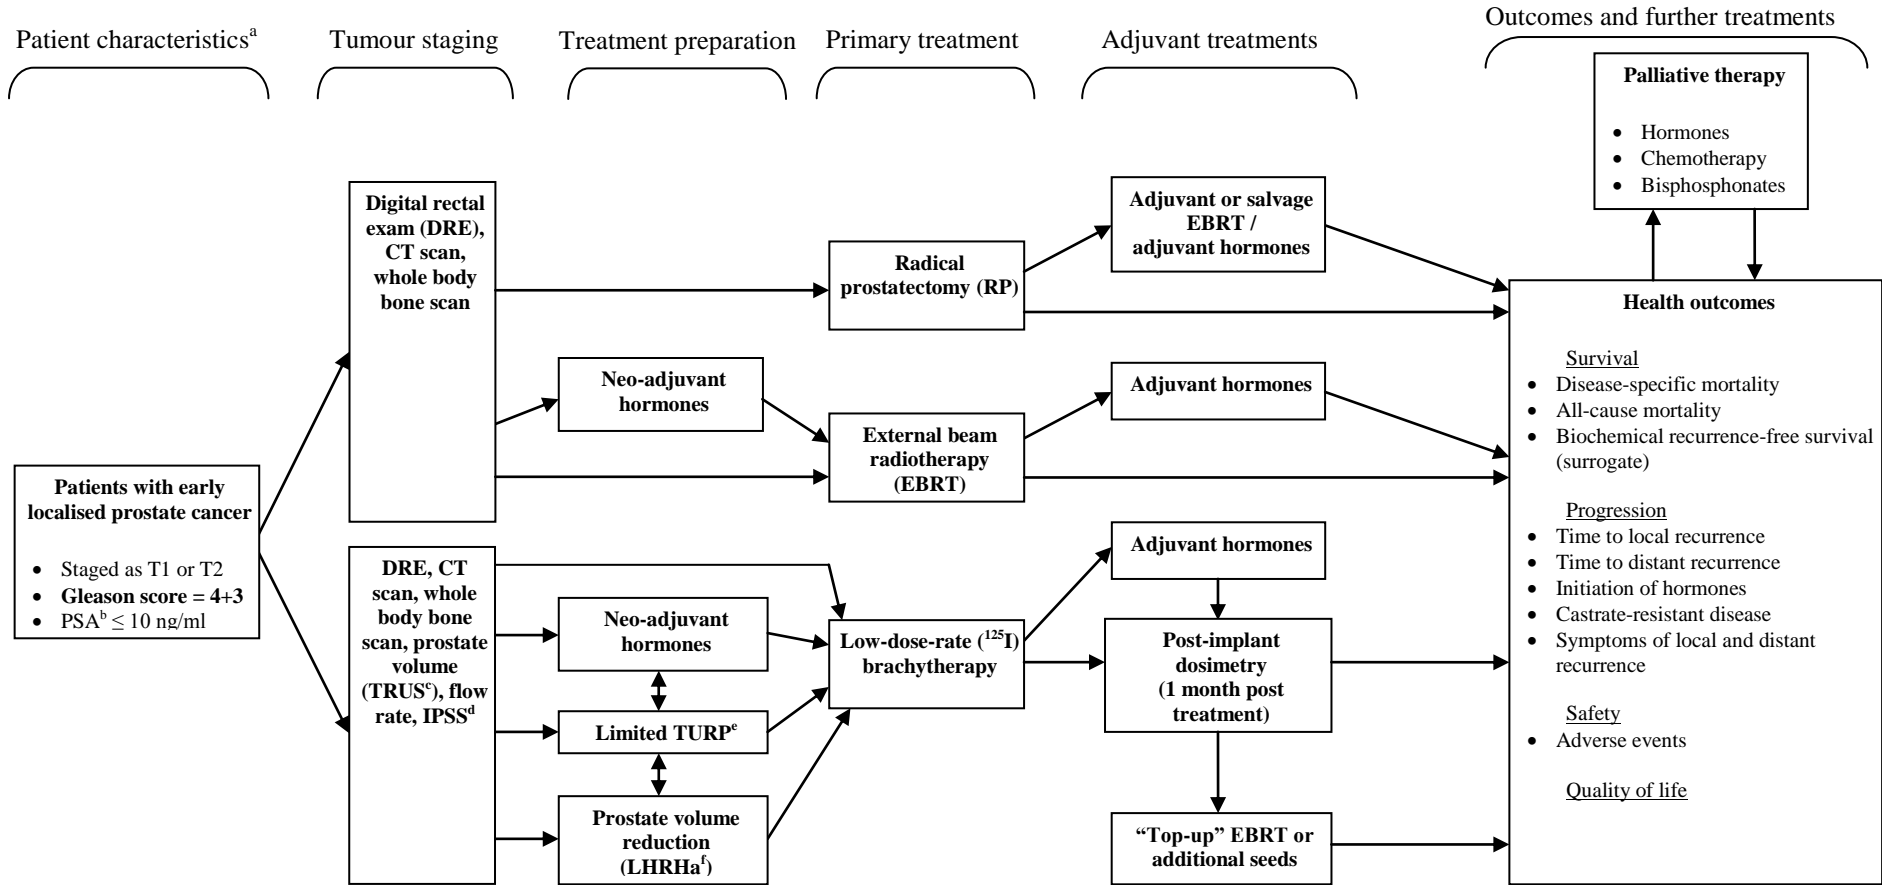 Patient characteristicsᵃ
Tumour staging
Treatment preparation
Primary treatment
Adjuvant treatments
Outcomes and further treatments
Palliative therapy
• Hormones
• Chemotherapy
• Bisphosphonates
Digital rectal
exam (DRE),
CT scan,
whole body
bone scan
Radical
prostatectomy (RP)
Adjuvant or salvage
EBRT /
adjuvant hormones
Neo-adjuvant
hormones
External beam
radiotherapy
(EBRT)
Adjuvant hormones
Patients with early
localised prostate cancer
• Staged as T1 or T2
• Gleason score = 4+3
• PSAᵇ ≤ 10 ng/ml
DRE, CT
scan, whole
body bone
scan, prostate
volume
(TRUSᶜ), flow
rate, IPSSᵈ
Neo-adjuvant
hormones
Limited TURPᵉ
Prostate volume
reduction
(LHRHaᶠ)
Low-dose-rate (¹²⁵I)
brachytherapy
Adjuvant hormones
Post-implant
dosimetry
(1 month post
treatment)
“Top-up” EBRT or
additional seeds
Health outcomes
Survival
• Disease-specific mortality
• All-cause mortality
• Biochemical recurrence-free survival
(surrogate)
Progression
• Time to local recurrence
• Time to distant recurrence
• Initiation of hormones
• Castrate-resistant disease
• Symptoms of local and distant
recurrence
Safety
• Adverse events
Quality of life